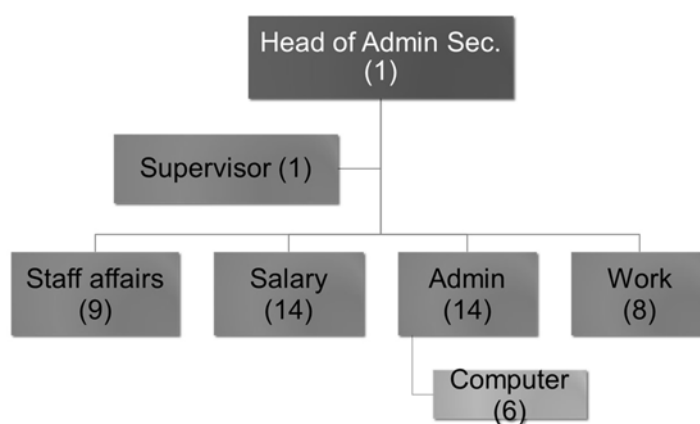 Head of Admin Sec.
(1)
Supervisor (1)
Staff affairs
(9)
Salary
(14)
Admin
(14)
Work
(8)
Computer
(6)